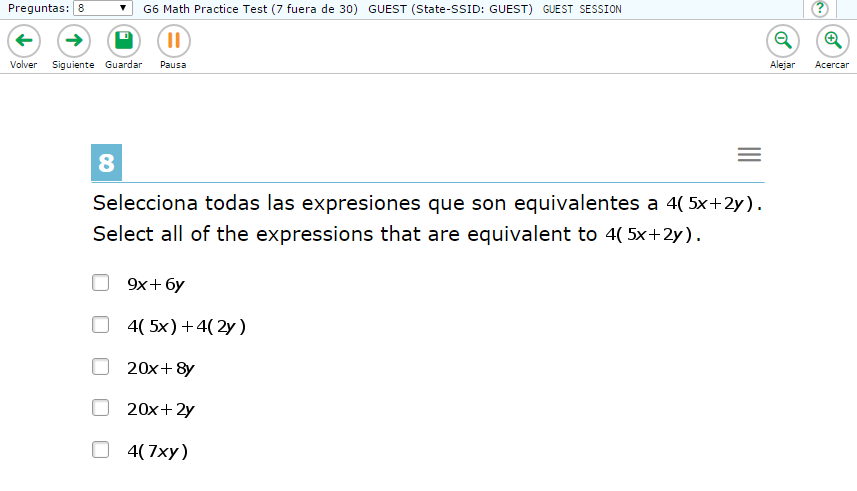 Preguntas: 8 G6 Math Practice Test (7 fuera de 30) GUEST (State-SSID: GUEST) GUEST SESSION ?
Volver Siguiente Guardar Pausa Alejar Acercar
8
Selecciona todas las expresiones que son equivalentes a 4( 5x+2y ) .
Select all of the expressions that are equivalent to 4( 5x+2y ) .
9x+ 6y
4( 5x) +4( 2y )
20x+ 8y
20x+ 2y
4( 7xy )